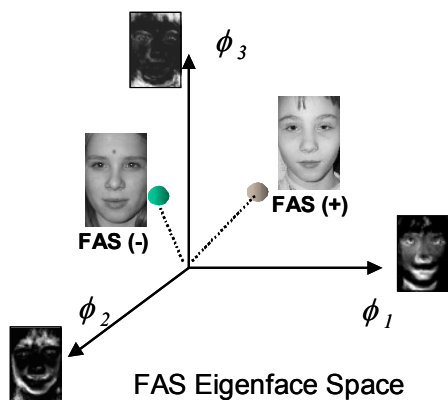 ϕ3
FAS (-)
FAS (+)
ϕ2
ϕ1
FAS Eigenface Space